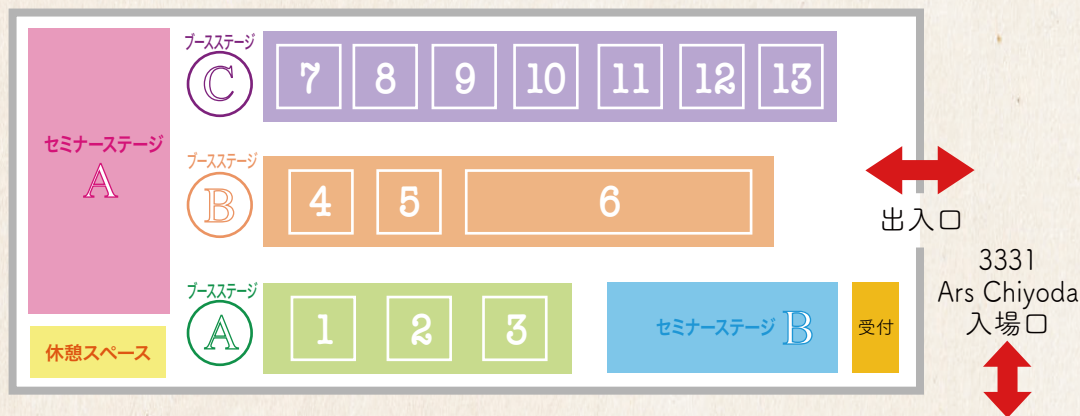 ブースステージ
C
7
8
9
10
11
12
13
セミナーステージ
A
ブースステージ
B
4
5
6
出入口
3331
Ars Chiyoda
入場口
ブースステージ
A
1
2
3
セミナーステージ B
受付
休憩スペース